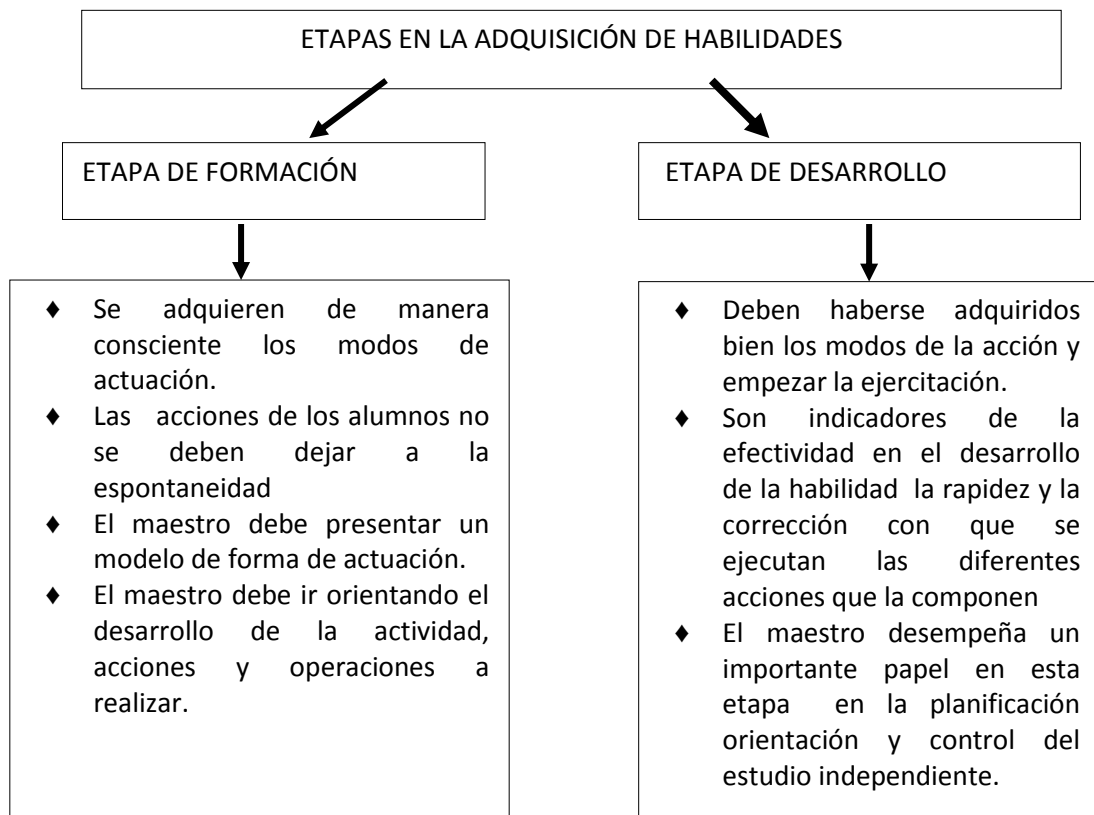 ETAPAS EN LA ADQUISICIÓN DE HABILIDADES
ETAPA DE FORMACIÓN
♦ Se adquieren de manera
consciente los modos de
actuación.
♦ Las acciones de los alumnos no
se deben dejar a la
espontaneidad
♦ El maestro debe presentar un
modelo de forma de actuación.
♦ El maestro debe ir orientando el
desarrollo de la actividad,
acciones y operaciones a
realizar.
ETAPA DE DESARROLLO
♦ Deben haberse adquiridos
bien los modos de la acción y
empezar la ejercitación.
♦ Son indicadores de la
efectividad en el desarrollo
de la habilidad la rapidez y la
corrección con que se
ejecutan las diferentes
acciones que la componen
♦ El maestro desempeña un
importante papel en esta
etapa en la planificación
orientación y control del
estudio independiente.